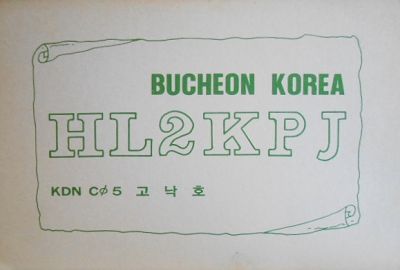 BUCHEON KOREA
HL2KPJ
KDN CØ5 고 낙 호